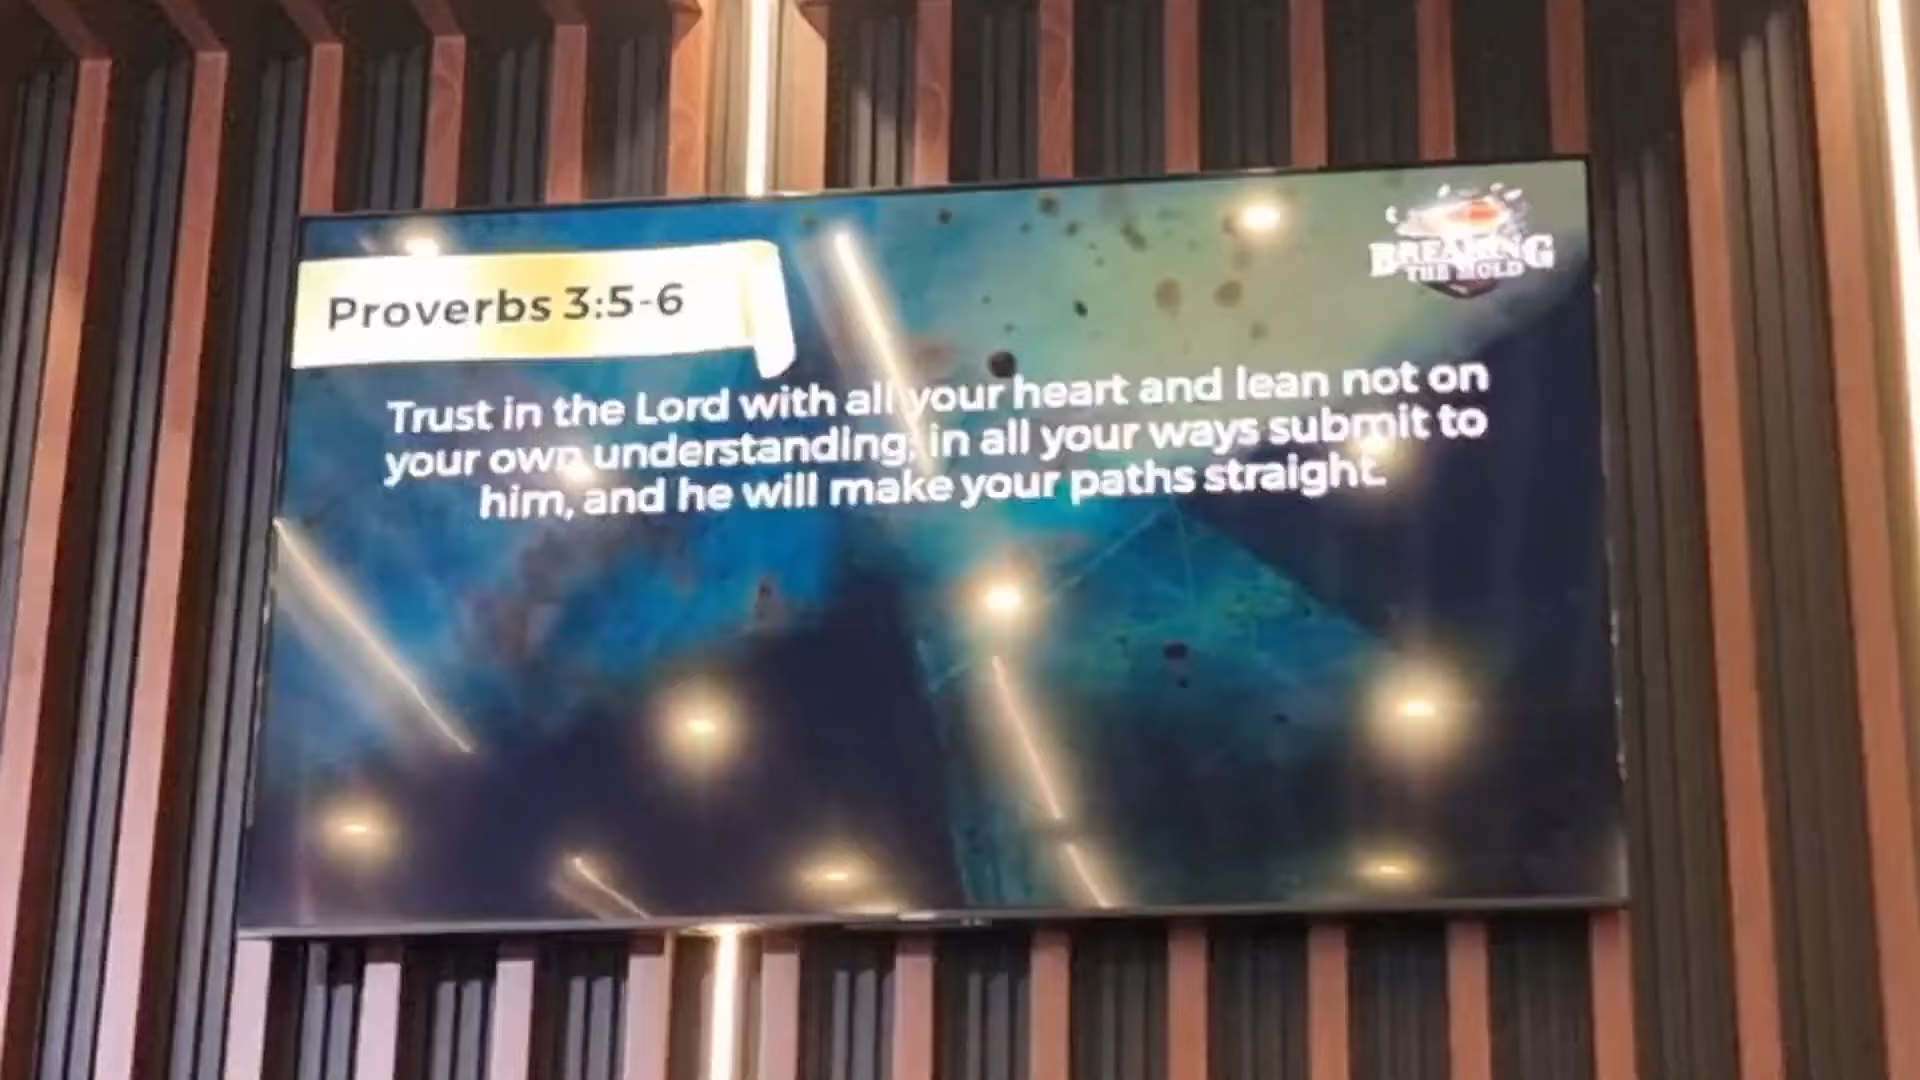 BREAKING
THE MOLD
Proverbs 3:5-6
Trust in the Lord with all your heart and lean not on
your own understanding; in all your ways submit to
him, and he will make your paths straight.